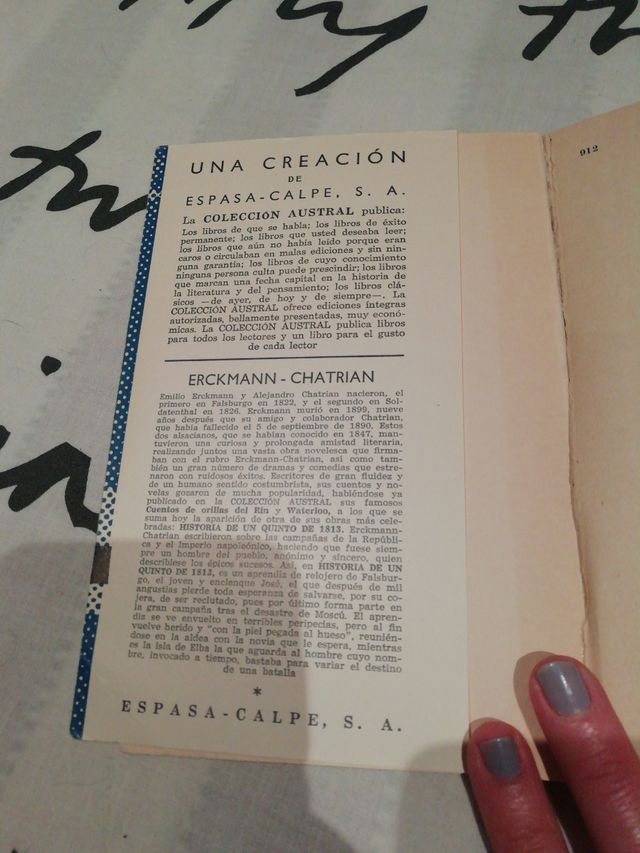 UNA CREACIÓN
DE
ESPASA-CALPE, S. A.
La COLECCIÓN AUSTRAL publica:
Los libros de que se habla; los libros de éxito
permanente; los libros que usted deseaba leer;
los libros que aún no había leído porque eran
caros o circulaban en malas ediciones y sin nin-
guna garantía; los libros de cuyo conocimiento
ninguna persona culta puede prescindir; los libros
que marcan una fecha capital en la historia de
la literatura y del pensamiento; los libros clá-
sicos —de ayer, de hoy y de siempre—. La
COLECCIÓN AUSTRAL ofrece ediciones íntegras
autorizadas, bellamente presentadas, muy econó-
micas. La COLECCIÓN AUSTRAL publica libros
para todos los lectores y un libro para el gusto
de cada lector
ERCKMANN - CHATRIAN
Emilio Erckmann y Alejandro Chatrian nacieron, el
primero en Falsburgo en 1822, y el segundo en Sol-
datenthal en 1826. Erckmann murió en 1899, nueve
años después que su amigo y colaborador Chatrian,
que había fallecido el 5 de septiembre de 1890. Estos
dos alsacianos, que se habían conocido en 1847, man-
tuvieron una curiosa y prolongada amistad literaria,
realizando juntos una vasta obra novelesca que firma-
ban con el rubro Erckmann-Chatrian, así como tam-
bién un gran número de dramas y comedias que estre-
naron con ruidosos éxitos. Escritores de gran fluidez y
de un humano sentido costumbrista, sus cuentos y no-
velas gozaron de mucha popularidad, habiéndose ya
publicado en la COLECCIÓN AUSTRAL sus famosos
Cuentos de orillas del Rin y Waterloo, a los que se
suma hoy la aparición de otra de sus obras más cele-
bradas: HISTORIA DE UN QUINTO DE 1813. Erckmann-
Chatrian escribieron sobre las campañas de la Repúbli-
ca y el Imperio napoleónico, haciendo que fuese siem-
pre un hombre del pueblo, anónimo y sincero, quien
describiese los épicos sucesos. Así, en HISTORIA DE UN
QUINTO DE 1813, es un aprendiz de relojero de Falsbur-
go, el joven y enclenque José, el que después de mil
angustias pierde toda esperanza de salvarse, por su co-
jera, de ser reclutado, pues por último forma parte en
la gran campaña tras el desastre de Moscú. El apren-
diz se ve envuelto en terribles peripecias, pero al fin
vuelve herido y "con la piel pegada al hueso", reunién-
dose en la aldea con la novia que le espera, mientras
es la isla de Elba la que aguarda al hombre cuyo nom-
bre, invocado a tiempo, bastaba para variar el destino
de una batalla
*
ESPASA-CALPE, S. A.
912